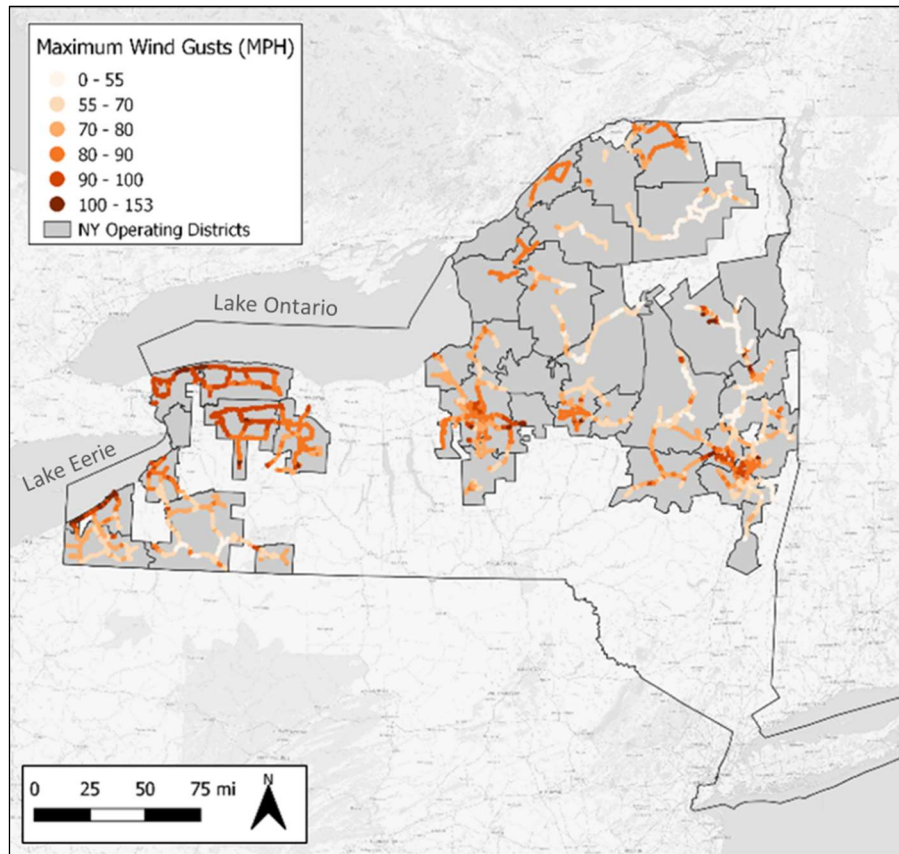 Maximum Wind Gusts (MPH)
0 - 55
55 - 70
70 - 80
80 - 90
90 - 100
100 - 153
NY Operating Districts
Lake Ontario
Lake Eerie
0 25 50 75 mi
N